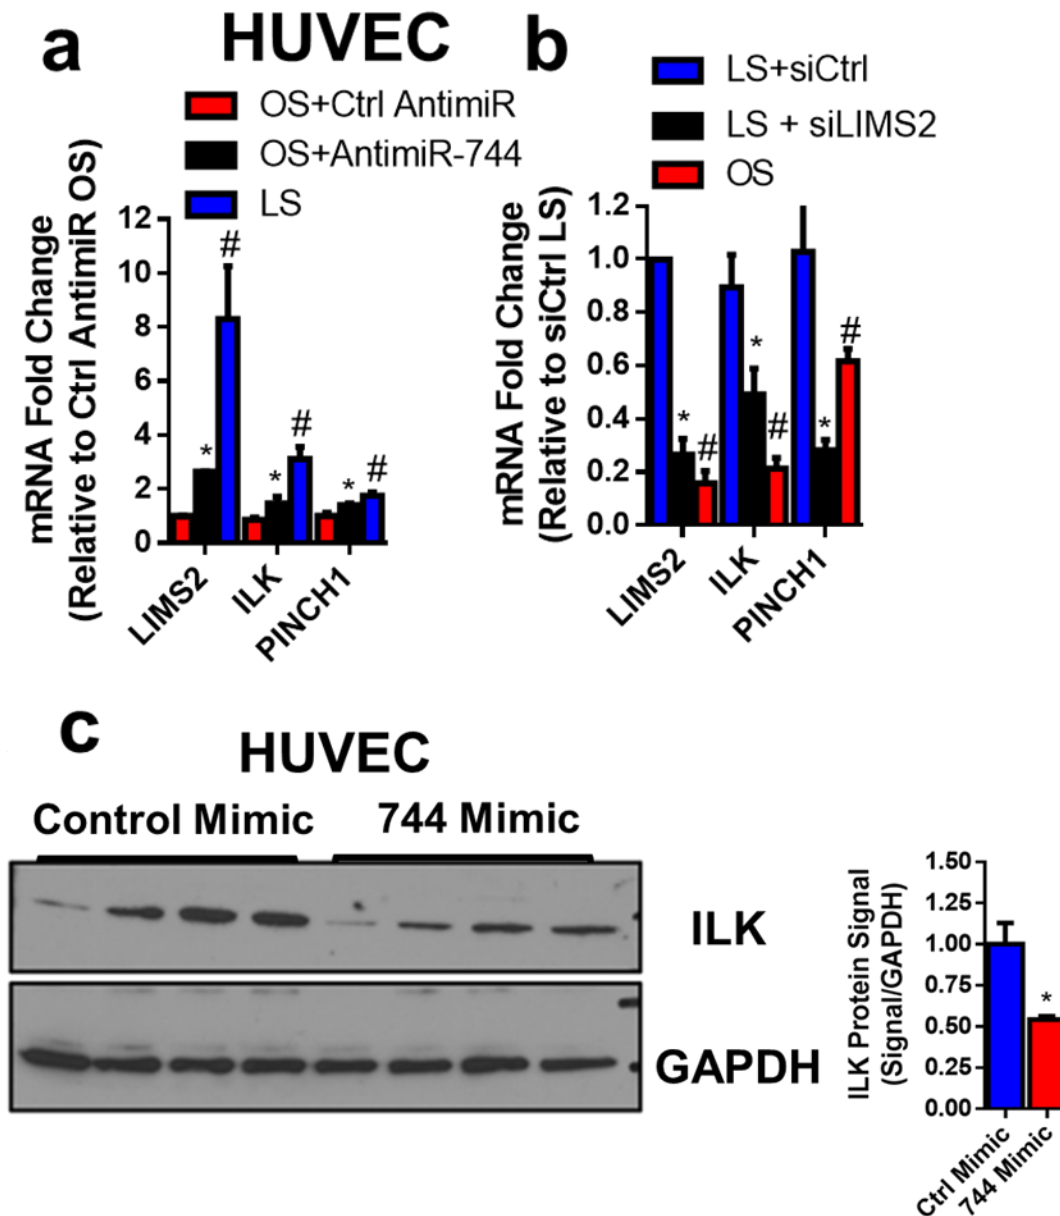 a
HUVEC
OS+Ctrl AntimiR
OS+AntimiR-744
LS
mRNA Fold Change
(Relative to Ctrl AntimiR OS)
12
10
8
6
4
2
0
#
*
#
*
#
*
LIMS2
ILK
PINCH1
b
LS+siCtrl
LS + siLIMS2
OS
mRNA Fold Change
(Relative to siCtrl LS)
1.2
1.0
0.8
0.6
0.4
0.2
0.0
*
#
*
#
*
#
LIMS2
ILK
PINCH1
c
HUVEC
Control Mimic
744 Mimic
ILK
GAPDH
ILK Protein Signal
(Signal/GAPDH)
1.50
1.25
1.00
0.75
0.50
0.25
0.00
*
Ctrl Mimic
744 Mimic